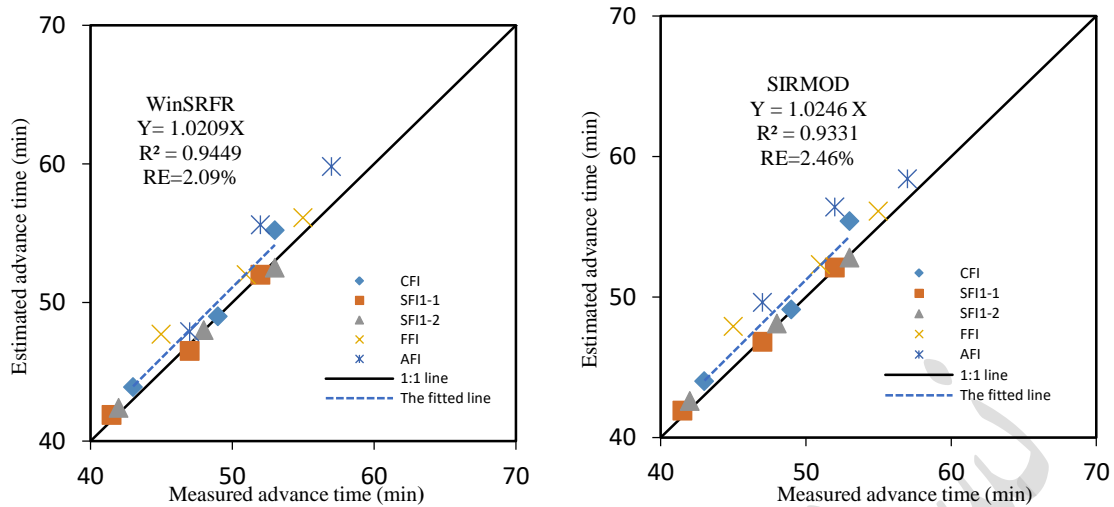 70
60
50
40
40
50
60
70
Estimated advance time (min)
Measured advance time (min)
WinSRFR
Y= 1.0209X
R² = 0.9449
RE=2.09%
CFI
SFI1-1
SFI1-2
FFI
AFI
1:1 line
The fitted line
70
60
50
40
40
50
60
70
Estimated advance time (min)
Measured advance time (min)
SIRMOD
Y = 1.0246 X
R² = 0.9331
RE=2.46%
CFI
SFI1-1
SFI1-2
FFI
AFI
1:1 line
The fitted line